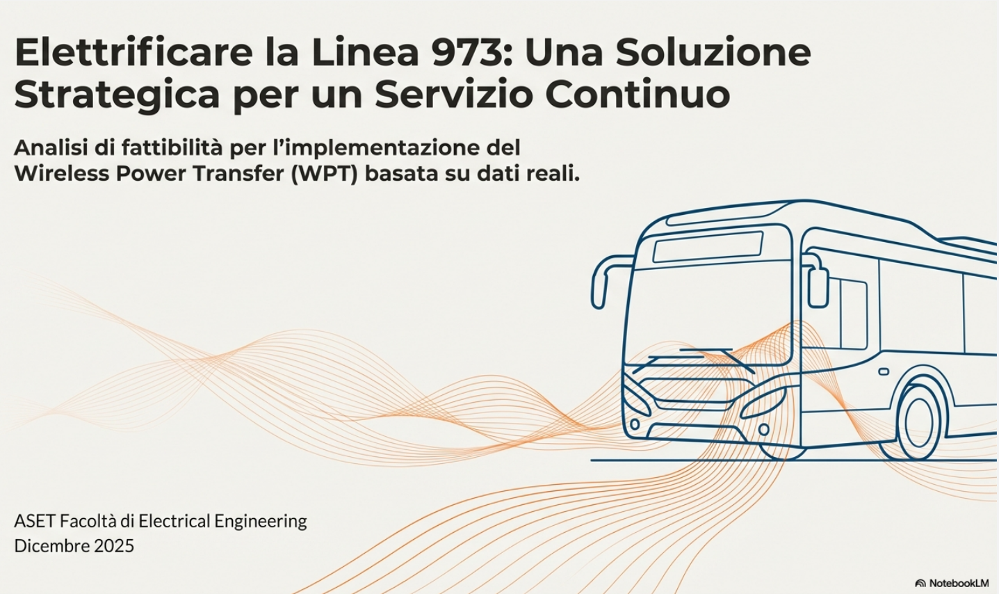 Elettrificare la Linea 973: Una Soluzione
Strategica per un Servizio Continuo
Analisi di fattibilità per l’implementazione del
Wireless Power Transfer (WPT) basata su dati reali.
ASET Facoltà di Electrical Engineering
Dicembre 2025
NotebookLM